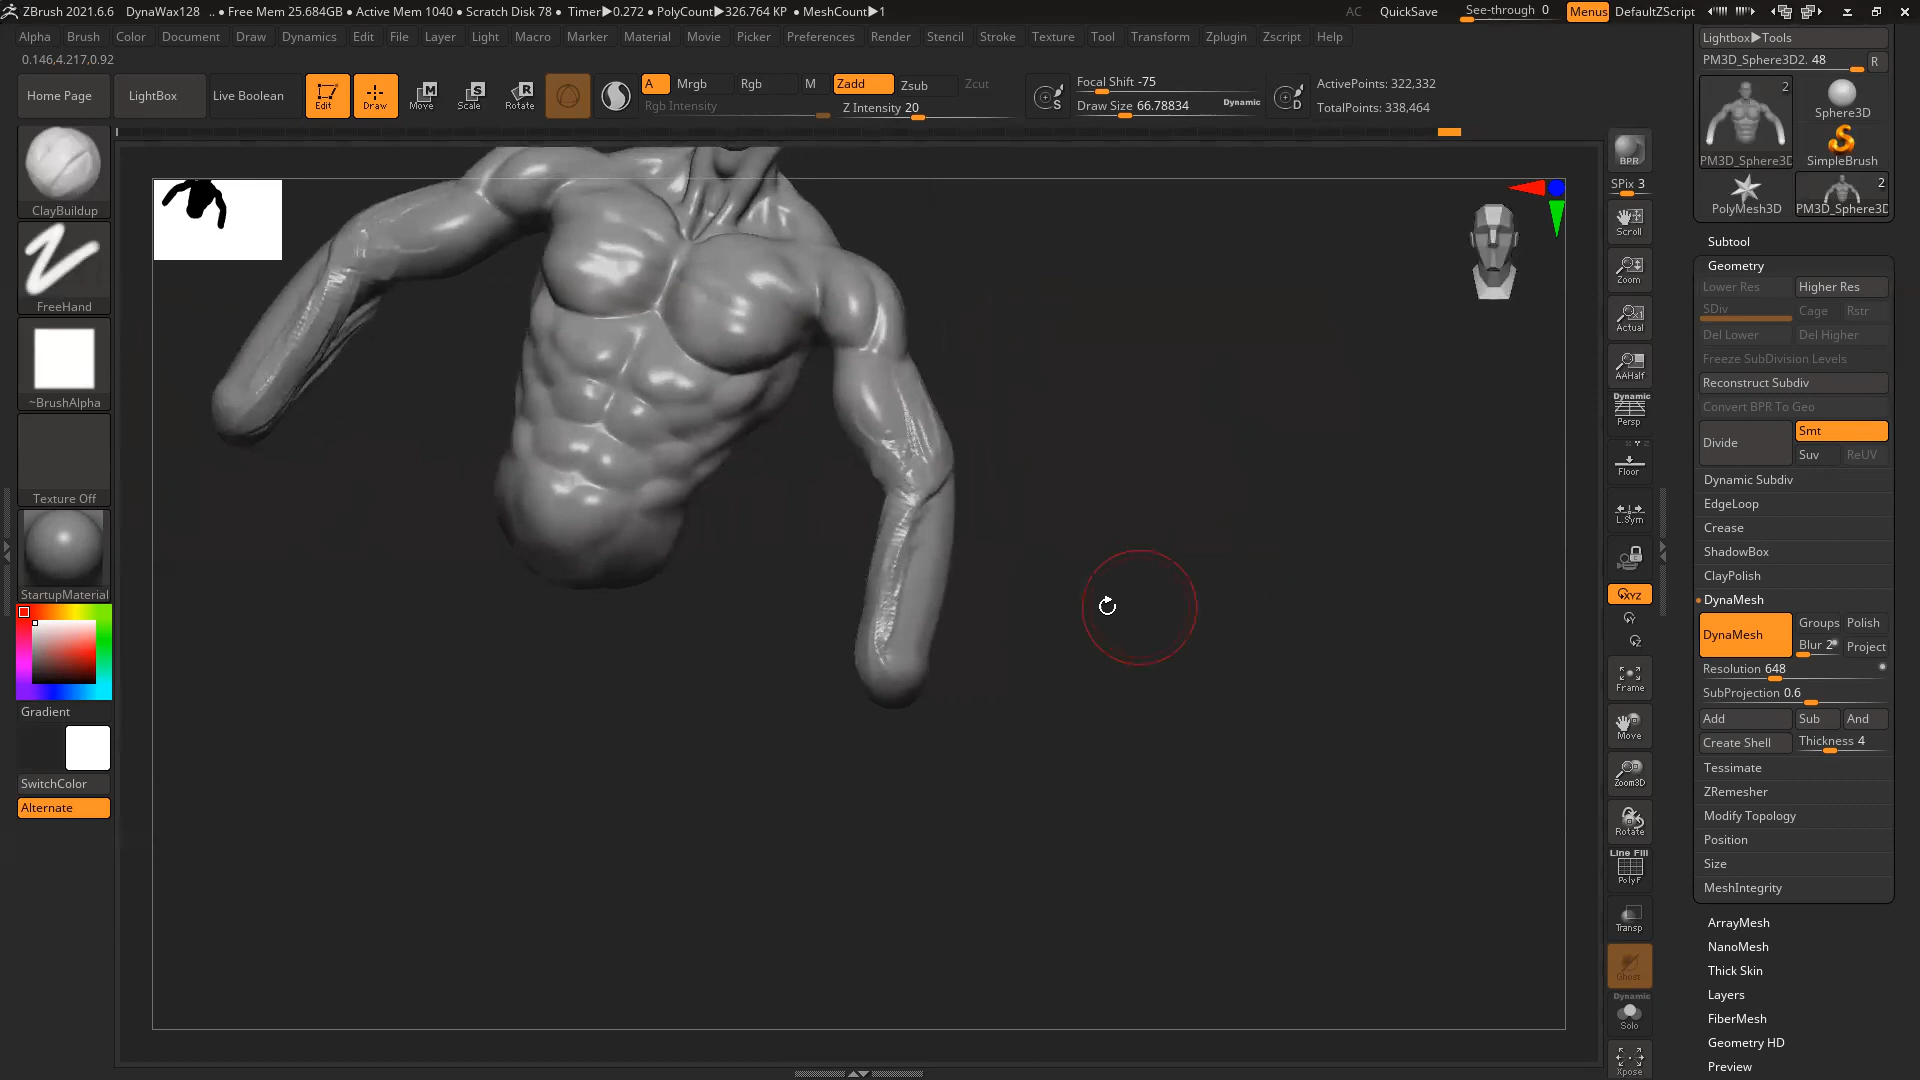 ZBrush 2021.6.6 DynaWax128 .. ● Free Mem 25.684GB ● Active Mem 1040 ● Scratch Disk 78 ● Timer▶0.272 ● PolyCount▶326.764 KP ● MeshCount▶1 AC QuickSave See-through 0 Menus DefaultZScript
Alpha Brush Color Document Draw Dynamics Edit File Layer Light Macro Marker Material Movie Picker Preferences Render Stencil Stroke Texture Tool Transform Zplugin Zscript Help
0.146,4.217,0.92
Home Page LightBox Live Boolean Edit Draw Move Scale Rotate
A Mrgb Rgb M Zadd Zsub Zcut
Rgb Intensity Z Intensity 20
Focal Shift -75
Draw Size 66.78834 Dynamic
ActivePoints: 322,332
TotalPoints: 338,464
ClayBuildup
FreeHand
~BrushAlpha
Texture Off
StartupMaterial
Gradient
SwitchColor
Alternate
BPR
SPix 3
Scroll
Zoom
Actual
AAHalf
Dynamic
Persp
Floor
L.Sym
XYZ
Frame
Move
Zoom3D
Rotate
Line Fill
PolyF
Transp
Ghost
Dynamic
Solo
Xpose
Lightbox▶Tools
PM3D_Sphere3D2. 48 R
2
PM3D_Sphere3D
Sphere3D
SimpleBrush
PolyMesh3D
2
PM3D_Sphere3D
Subtool
Geometry
Lower Res Higher Res
SDiv Cage Rstr
Del Lower Del Higher
Freeze SubDivision Levels
Reconstruct Subdiv
Convert BPR To Geo
Divide Smt
Suv ReUV
Dynamic Subdiv
EdgeLoop
Crease
ShadowBox
ClayPolish
DynaMesh
DynaMesh Groups Polish
Blur 2 Project
Resolution 648
SubProjection 0.6
Add Sub And
Create Shell Thickness 4
Tessimate
ZRemesher
Modify Topology
Position
Size
MeshIntegrity
ArrayMesh
NanoMesh
Thick Skin
Layers
FiberMesh
Geometry HD
Preview